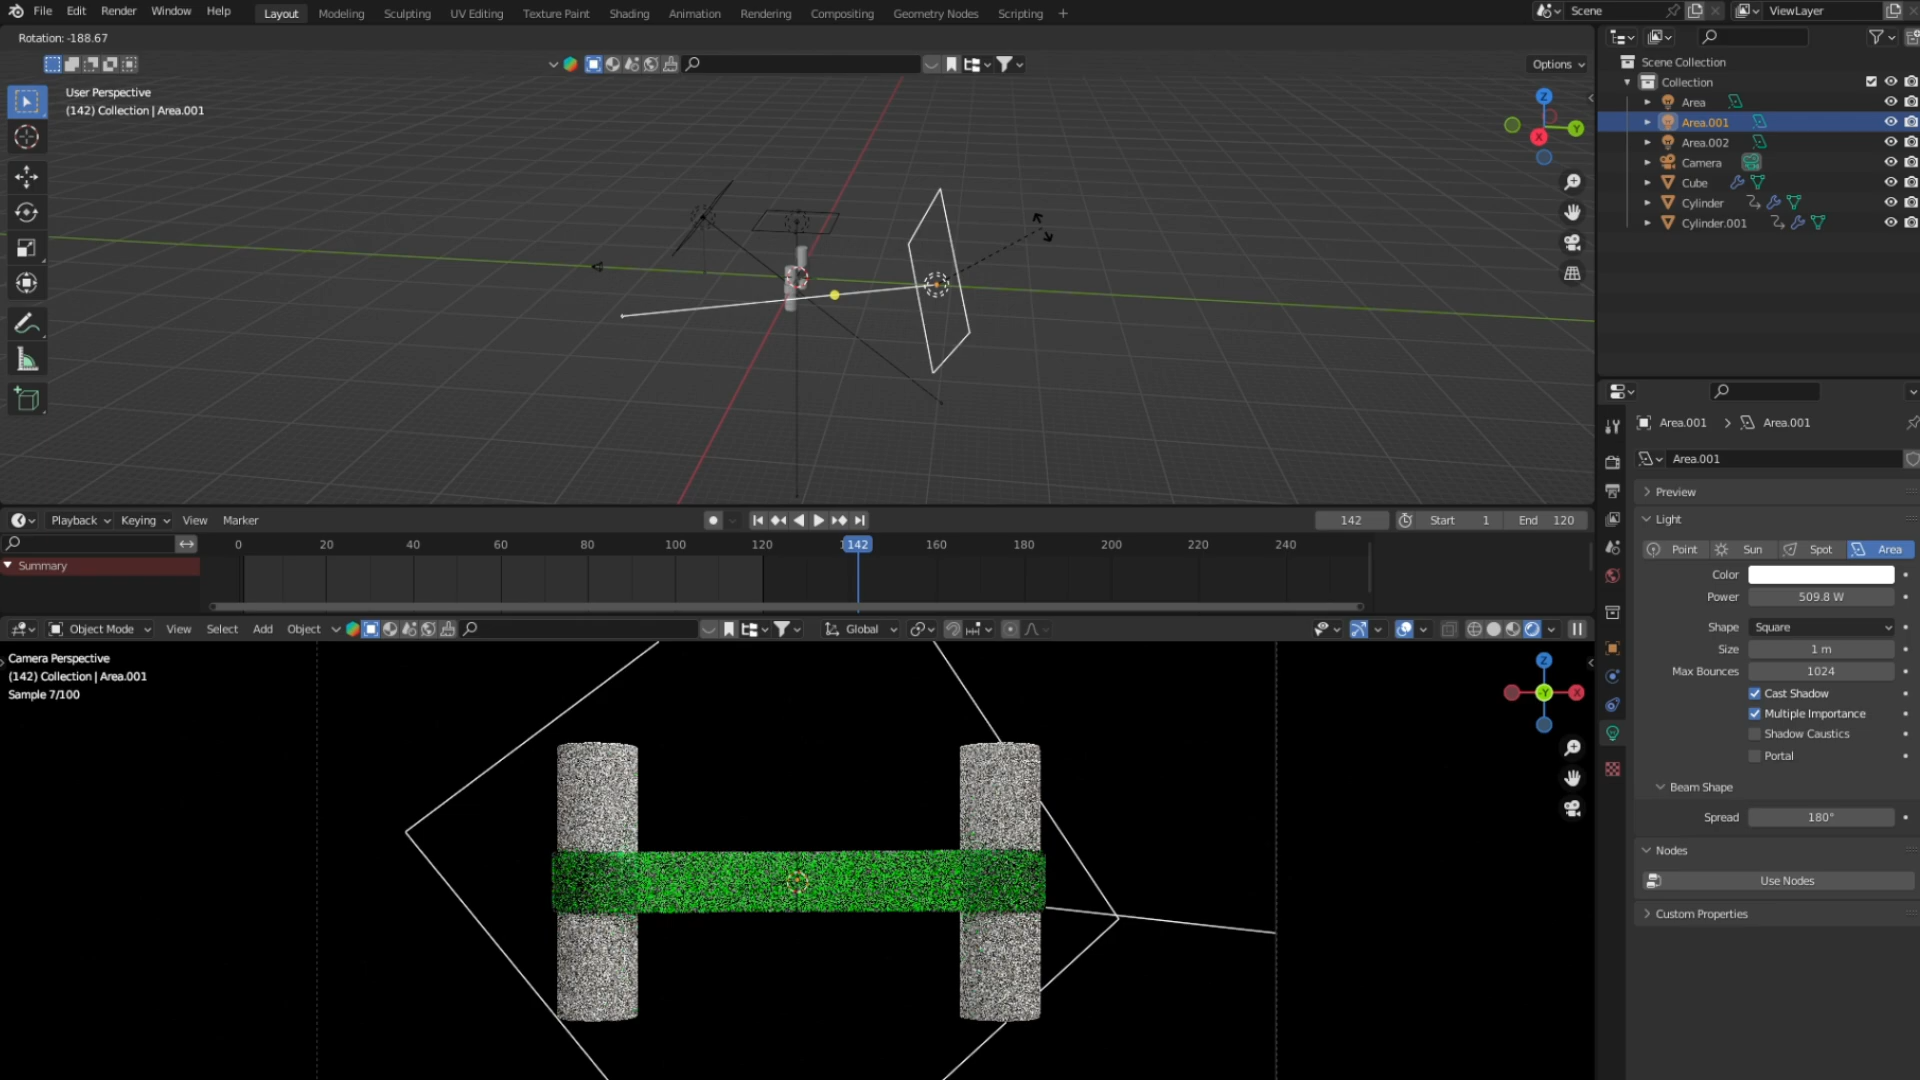 File Edit Render Window Help Layout Modeling Sculpting UV Editing Texture Paint Shading Animation Rendering Compositing Geometry Nodes Scripting + Scene ViewLayer
Rotation: -188.67
Options
User Perspective
(142) Collection | Area.001
Z
Y
X
Scene Collection
Collection
Area
Area.001
Area.002
Camera
Cube
Cylinder
Cylinder.001
Playback Keying View Marker 142 Start 1 End 120
0 20 40 60 80 100 120 142 160 180 200 220 240
Summary
Object Mode View Select Add Object Global
Camera Perspective
(142) Collection | Area.001
Sample 7/100
Z
-Y
X
Area.001 > Area.001
Area.001
Preview
Light
Point Sun Spot Area
Color
Power 509.8 W
Shape Square
Size 1 m
Max Bounces 1024
Cast Shadow
Multiple Importance
Shadow Caustics
Portal
Beam Shape
Spread 180°
Nodes
Use Nodes
Custom Properties